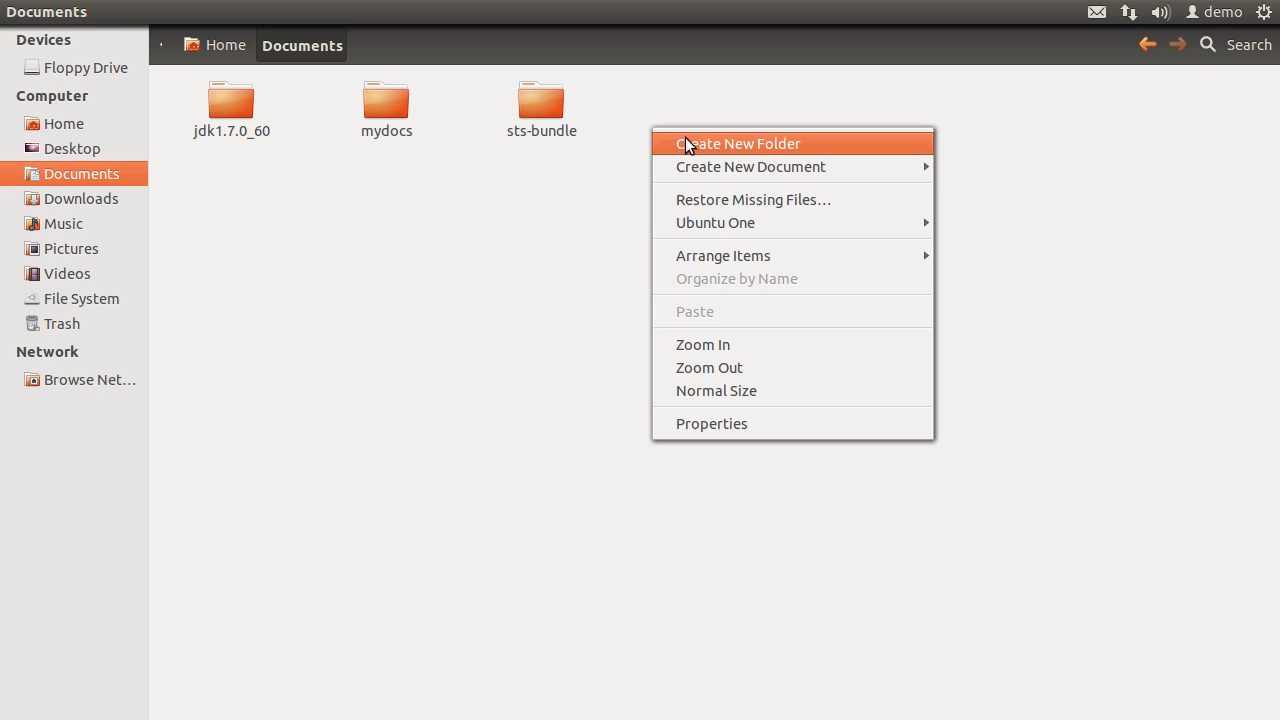 Documents
demo
Home
Documents
Search
Devices
Floppy Drive
Computer
Home
Desktop
Documents
Downloads
Music
Pictures
Videos
File System
Trash
Network
Browse Net…
jdk1.7.0_60
mydocs
sts-bundle
Create New Folder
Create New Document
Restore Missing Files…
Ubuntu One
Arrange Items
Organize by Name
Paste
Zoom In
Zoom Out
Normal Size
Properties